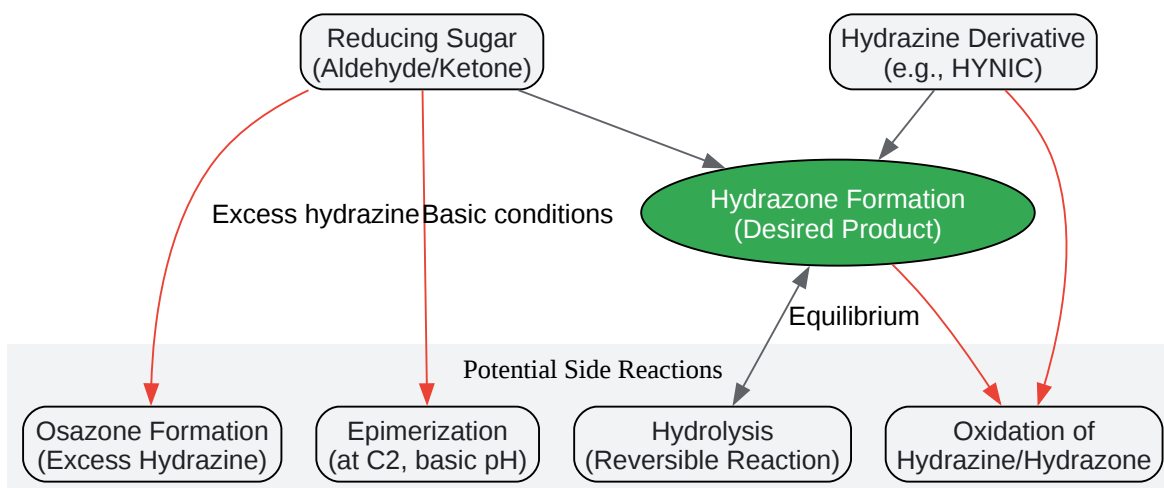 Reducing Sugar
(Aldehyde/Ketone)
Hydrazine Derivative
(e.g., HYNIC)
Hydrazone Formation
(Desired Product)
Excess hydrazine
Basic conditions
Equilibrium
Potential Side Reactions
Osazone Formation
(Excess Hydrazine)
Epimerization
(at C2, basic pH)
Hydrolysis
(Reversible Reaction)
Oxidation of
Hydrazine/Hydrazone